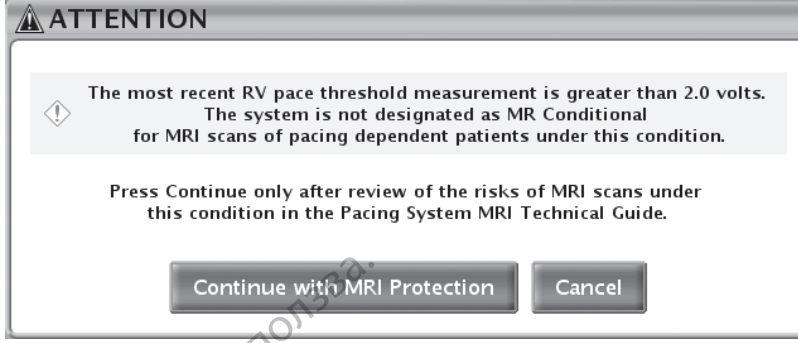 ATTENTION
The most recent RV pace threshold measurement is greater than 2.0 volts.
The system is not designated as MR Conditional
for MRI scans of pacing dependent patients under this condition.
Press Continue only after review of the risks of MRI scans under
this condition in the Pacing System MRI Technical Guide.
Continue with MRI Protection
Cancel